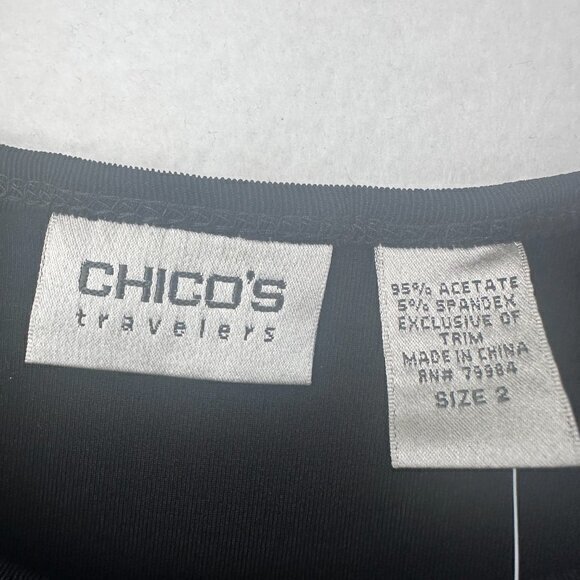 CHICO'S
travelers
95% ACETATE
5% SPANDEX
EXCLUSIVE OF
TRIM
MADE IN CHINA
RN# 79984
SIZE 2